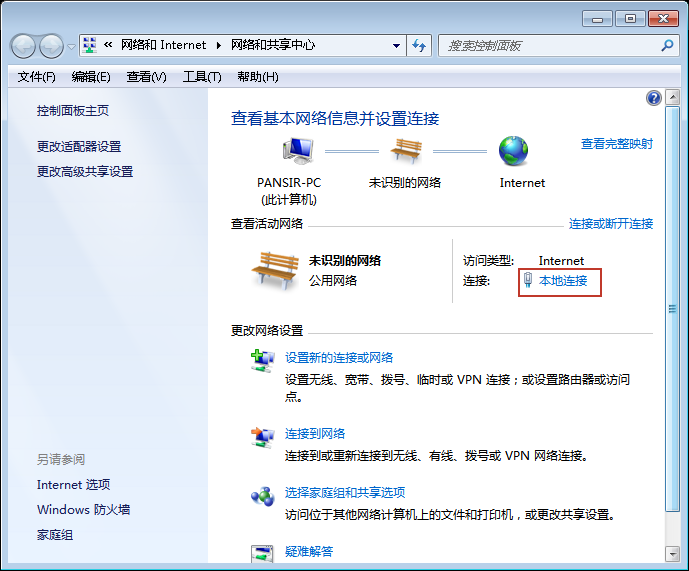 « 网络和 Internet ▸ 网络和共享中心
搜索控制面板
文件(F) 编辑(E) 查看(V) 工具(T) 帮助(H)
控制面板主页
更改适配器设置
更改高级共享设置
查看基本网络信息并设置连接
查看完整映射
PANSIR-PC
(此计算机)
未识别的网络
Internet
查看活动网络
连接或断开连接
未识别的网络
公用网络
访问类型: Internet
连接: 本地连接
更改网络设置
设置新的连接或网络
设置无线、宽带、拨号、临时或 VPN 连接；或设置路由器或访问
点。
连接到网络
连接到或重新连接到无线、有线、拨号或 VPN 网络连接。
选择家庭组和共享选项
访问位于其他网络计算机上的文件和打印机，或更改共享设置。
疑难解答
另请参阅
Internet 选项
Windows 防火墙
家庭组